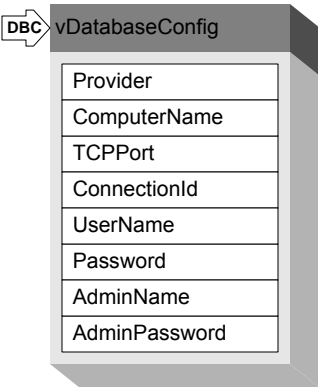 DBC vDatabaseConfig
Provider
ComputerName
TCPPort
ConnectionId
UserName
Password
AdminName
AdminPassword